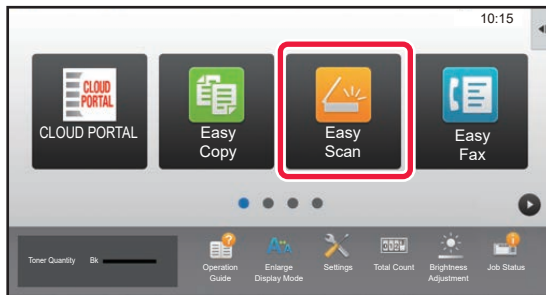 10:15
CLOUD
PORTAL
CLOUD PORTAL
Easy
Copy
Easy
Scan
Easy
Fax
Toner Quantity Bk
Operation
Guide
Enlarge
Display Mode
Settings
Total Count
Brightness
Adjustment
Job Status